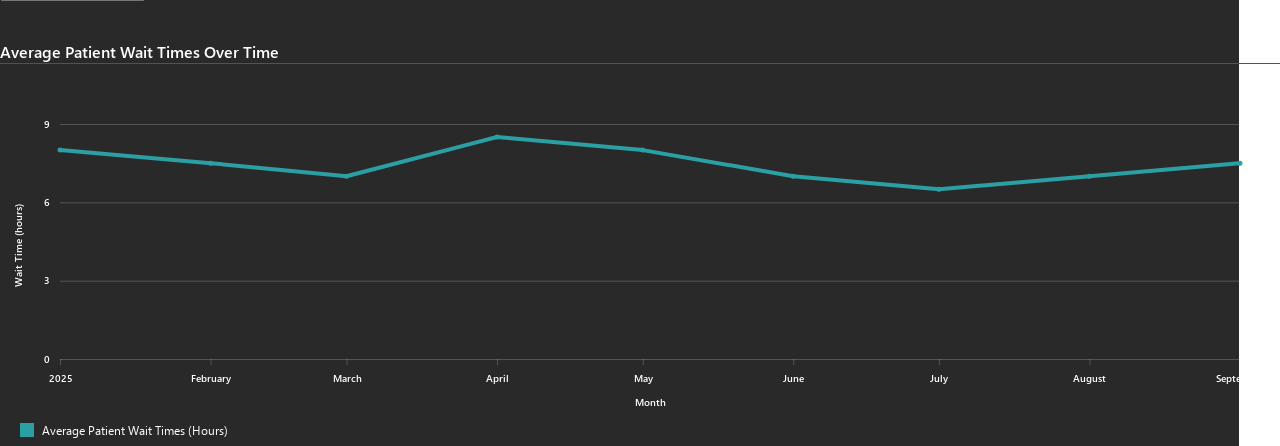 Average Patient Wait Times Over Time
9
6
3
0
Wait Time (hours)
2025 February March April May June July August Septe
Month
Average Patient Wait Times (Hours)